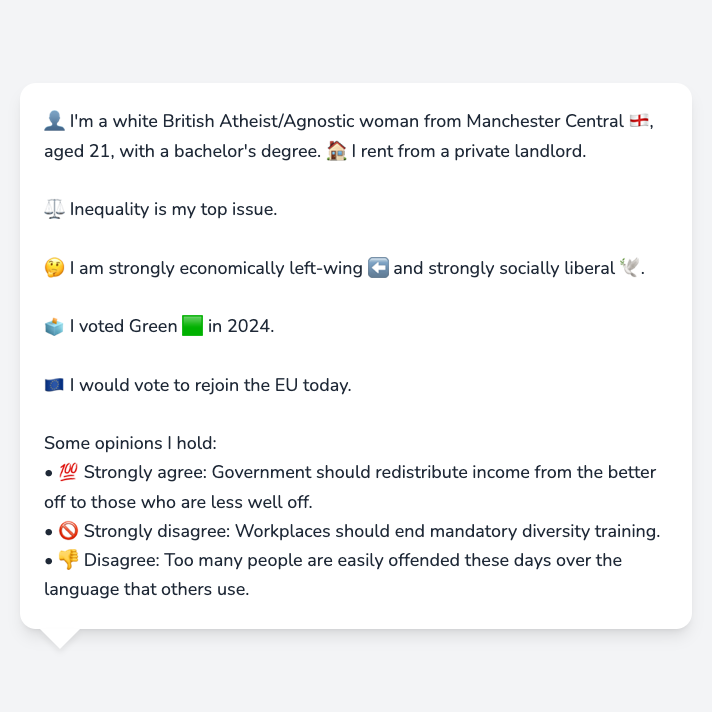 👤 I'm a white British Atheist/Agnostic woman from Manchester Central 🏴󠁧󠁢󠁥󠁮󠁧󠁿,
aged 21, with a bachelor's degree. 🏠 I rent from a private landlord.
⚖️ Inequality is my top issue.
🤔 I am strongly economically left-wing ⬅️ and strongly socially liberal 🕊️.
🗳️ I voted Green 🟩 in 2024.
🇪🇺 I would vote to rejoin the EU today.
Some opinions I hold:
• 💯 Strongly agree: Government should redistribute income from the better
off to those who are less well off.
• 🚫 Strongly disagree: Workplaces should end mandatory diversity training.
• 👎 Disagree: Too many people are easily offended these days over the
language that others use.